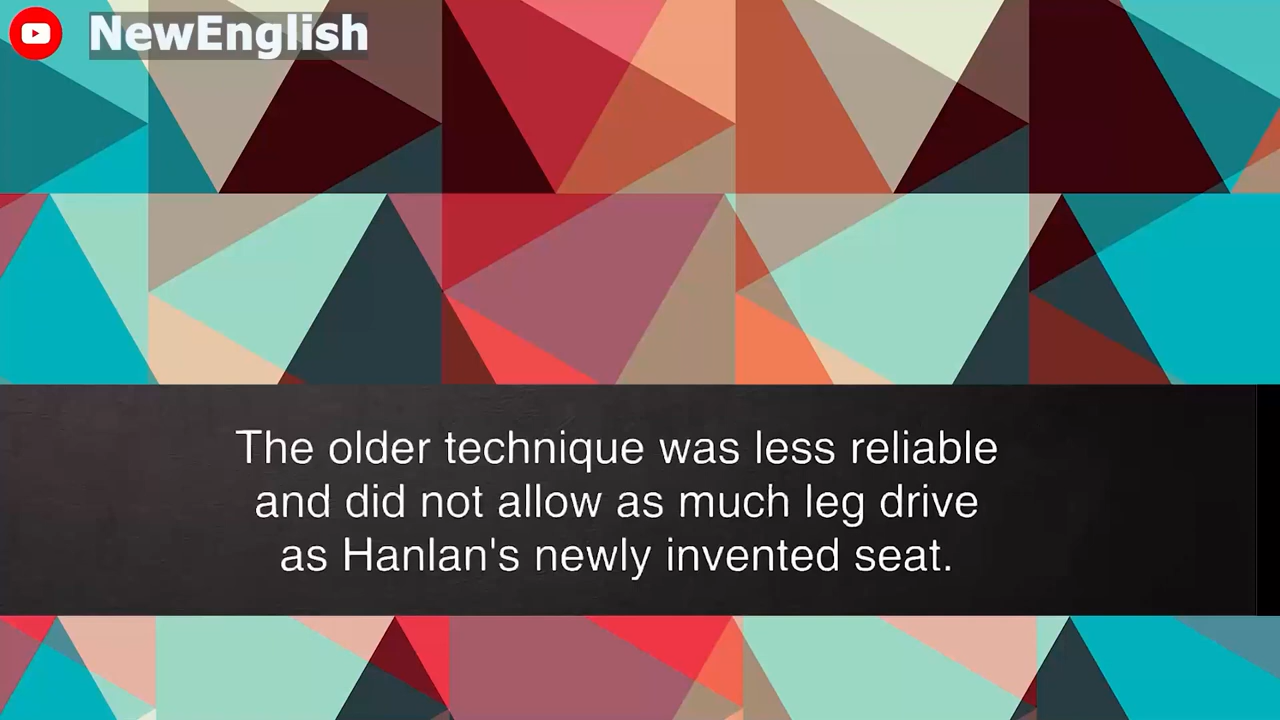 NewEnglish
The older technique was less reliable
and did not allow as much leg drive
as Hanlan's newly invented seat.